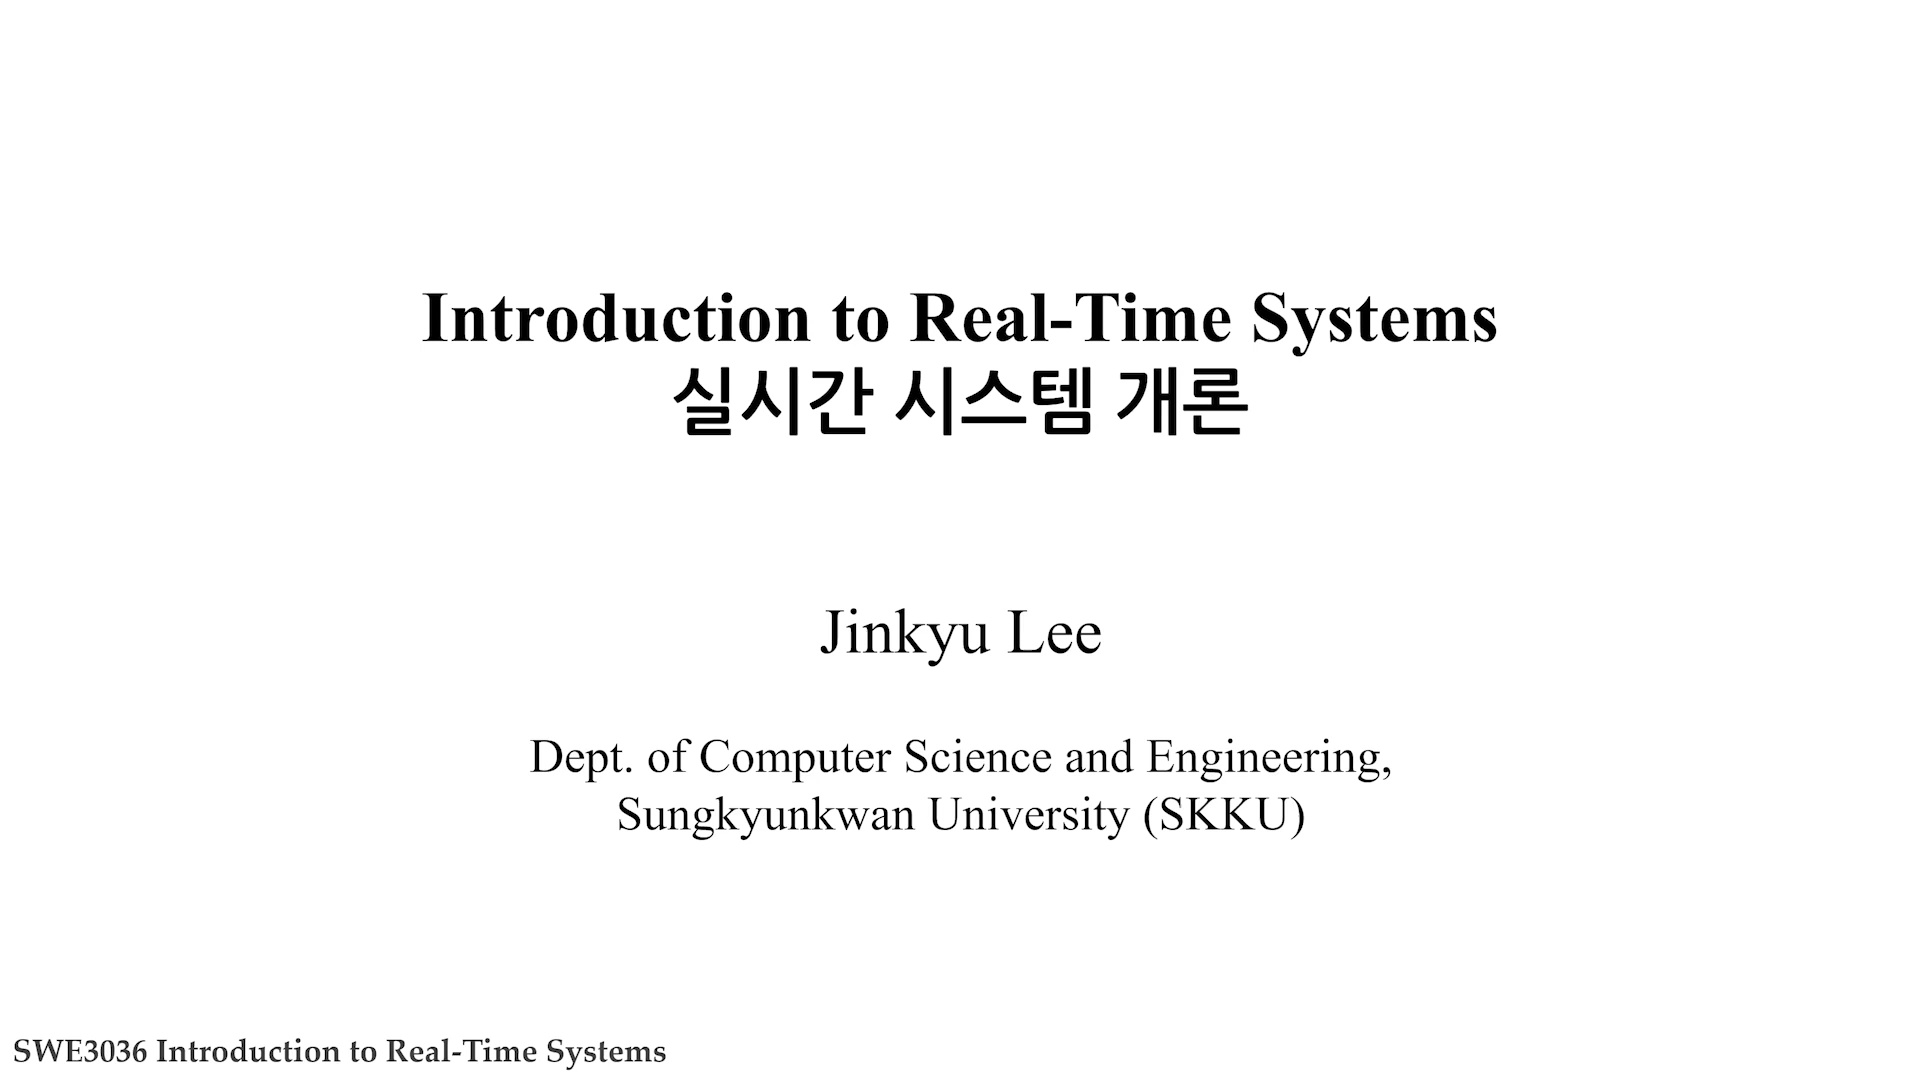 Introduction to Real-Time Systems
실시간 시스템 개론
Jinkyu Lee
Dept. of Computer Science and Engineering,
Sungkyunkwan University (SKKU)
SWE3036 Introduction to Real-Time Systems